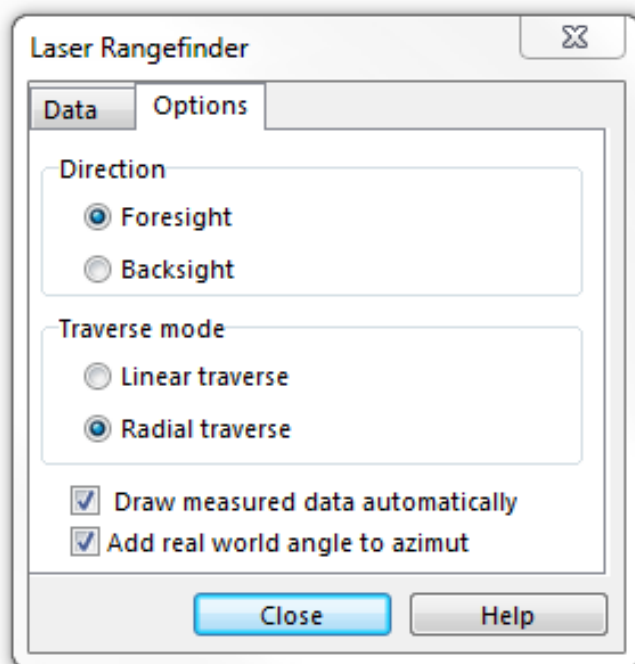 Laser Rangefinder
Data Options
Direction
Foresight
Backsight
Traverse mode
Linear traverse
Radial traverse
Draw measured data automatically
Add real world angle to azimut
Close Help